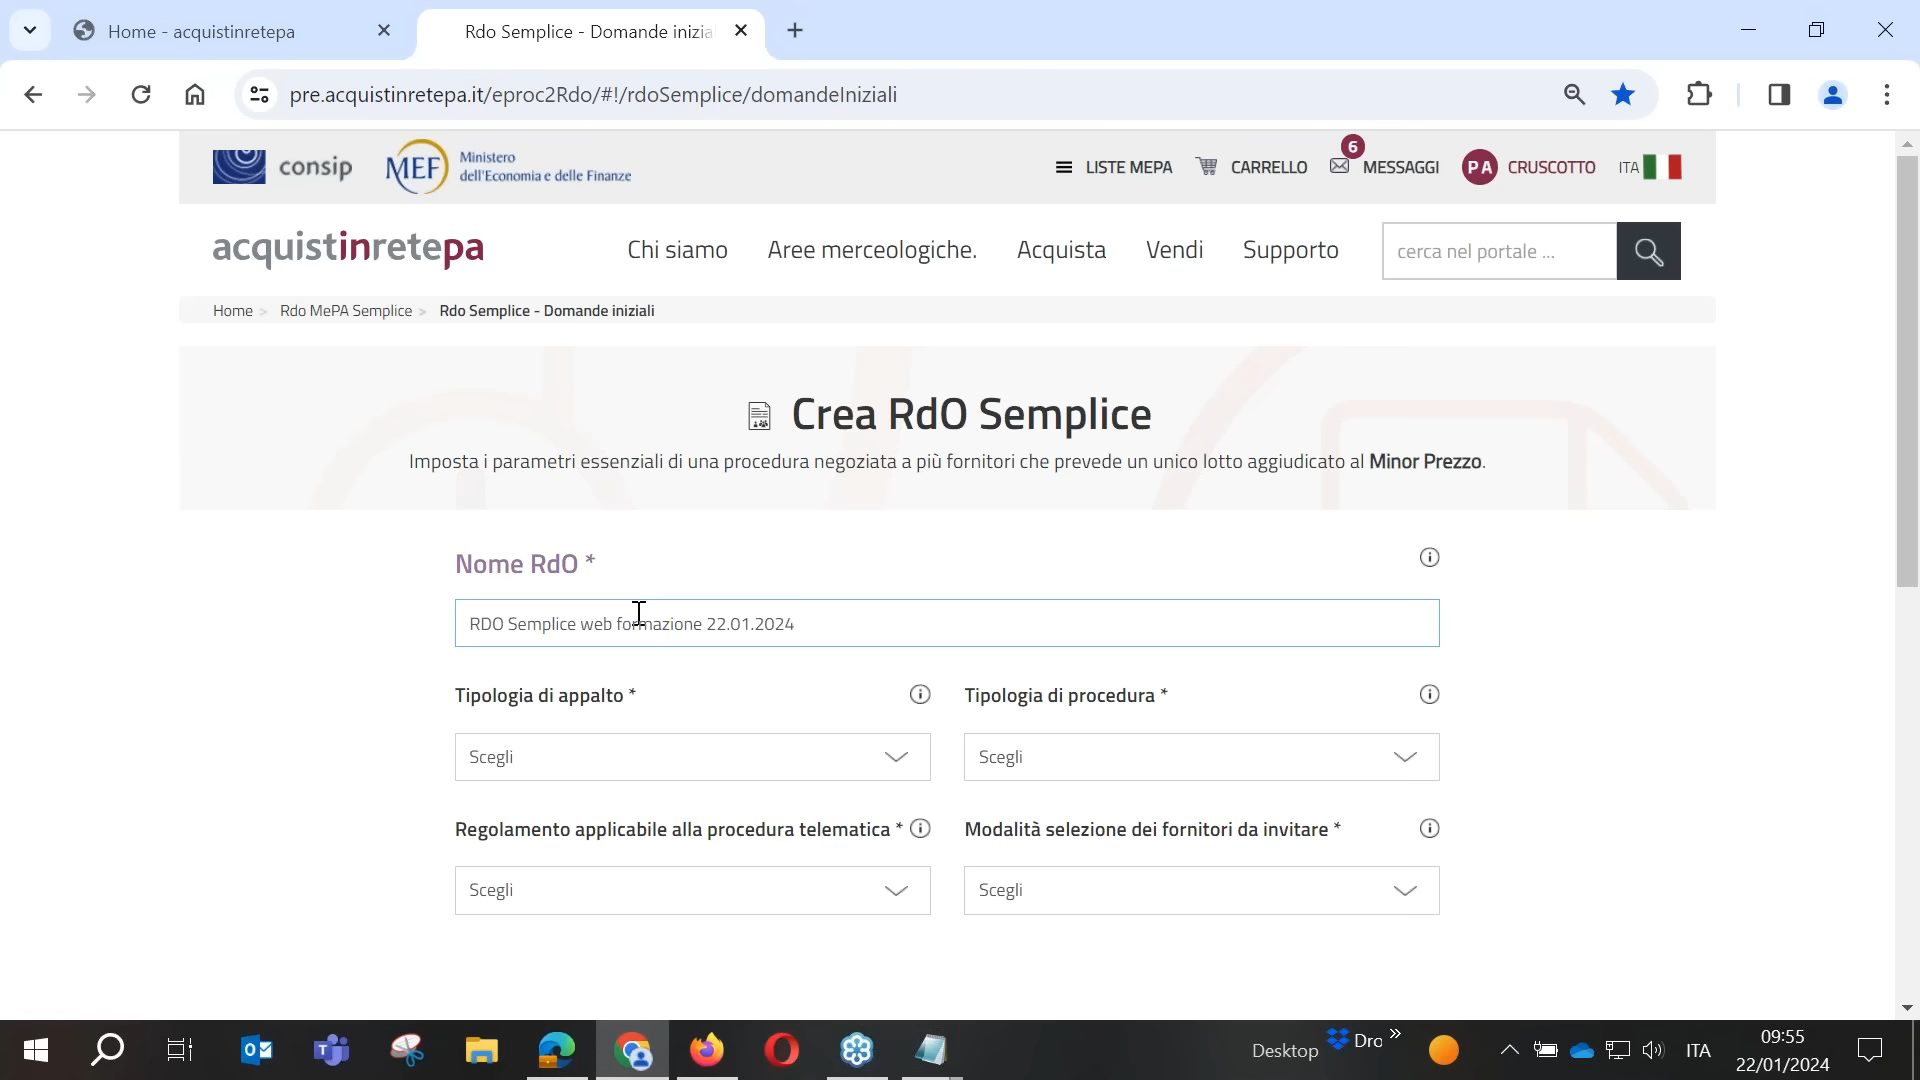 Home - acquistinretepa
Rdo Semplice - Domande inizia
pre.acquistinretepa.it/eproc2Rdo/#!/rdoSemplice/domandeIniziali
consip
MEF
Ministero
dell'Economia e delle Finanze
LISTE MEPA
CARRELLO
6
MESSAGGI
PA
CRUSCOTTO
ITA
acquistinretepa
Chi siamo
Aree merceologiche.
Acquista
Vendi
Supporto
cerca nel portale ...
Home > Rdo MePA Semplice > Rdo Semplice - Domande iniziali
Crea RdO Semplice
Imposta i parametri essenziali di una procedura negoziata a più fornitori che prevede un unico lotto aggiudicato al Minor Prezzo.
Nome RdO *
RDO Semplice web formazione 22.01.2024
Tipologia di appalto *
Tipologia di procedura *
Scegli
Scegli
Regolamento applicabile alla procedura telematica *
Modalità selezione dei fornitori da invitare *
Scegli
Scegli
Desktop
Dro
ITA
09:55
22/01/2024